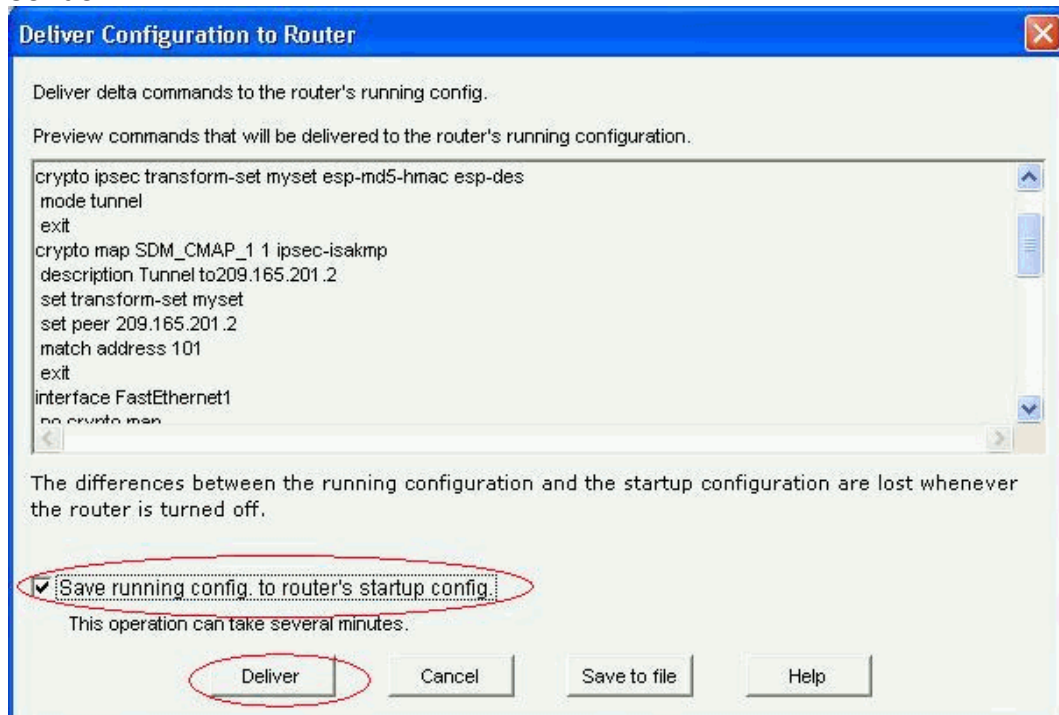 Deliver Configuration to Router
Deliver delta commands to the router's running config.
Preview commands that will be delivered to the router's running configuration.
crypto ipsec transform-set myset esp-md5-hmac esp-des
mode tunnel
exit
crypto map SDM_CMAP_1 1 ipsec-isakmp
description Tunnel to209.165.201.2
set transform-set myset
set peer 209.165.201.2
match address 101
exit
interface FastEthernet1
no crypto map
The differences between the running configuration and the startup configuration are lost whenever
the router is turned off.
Save running config. to router's startup config.
This operation can take several minutes.
Deliver Cancel Save to file Help